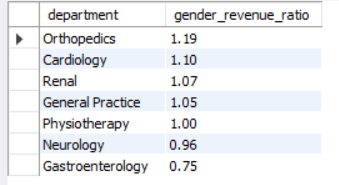 department gender_revenue_ratio
Orthopedics 1.19
Cardiology 1.10
Renal 1.07
General Practice 1.05
Physiotherapy 1.00
Neurology 0.96
Gastroenterology 0.75